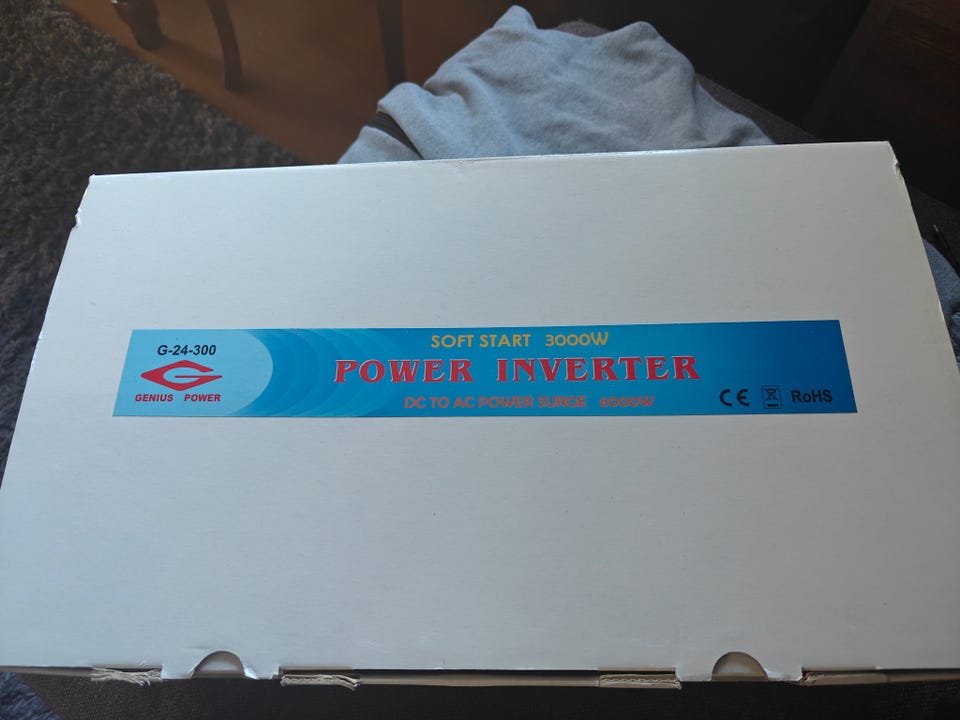 G-24-300
GENIUS POWER
SOFT START 3000W
POWER INVERTER
DC TO AC POWER SURGE 6000W
CE RoHS